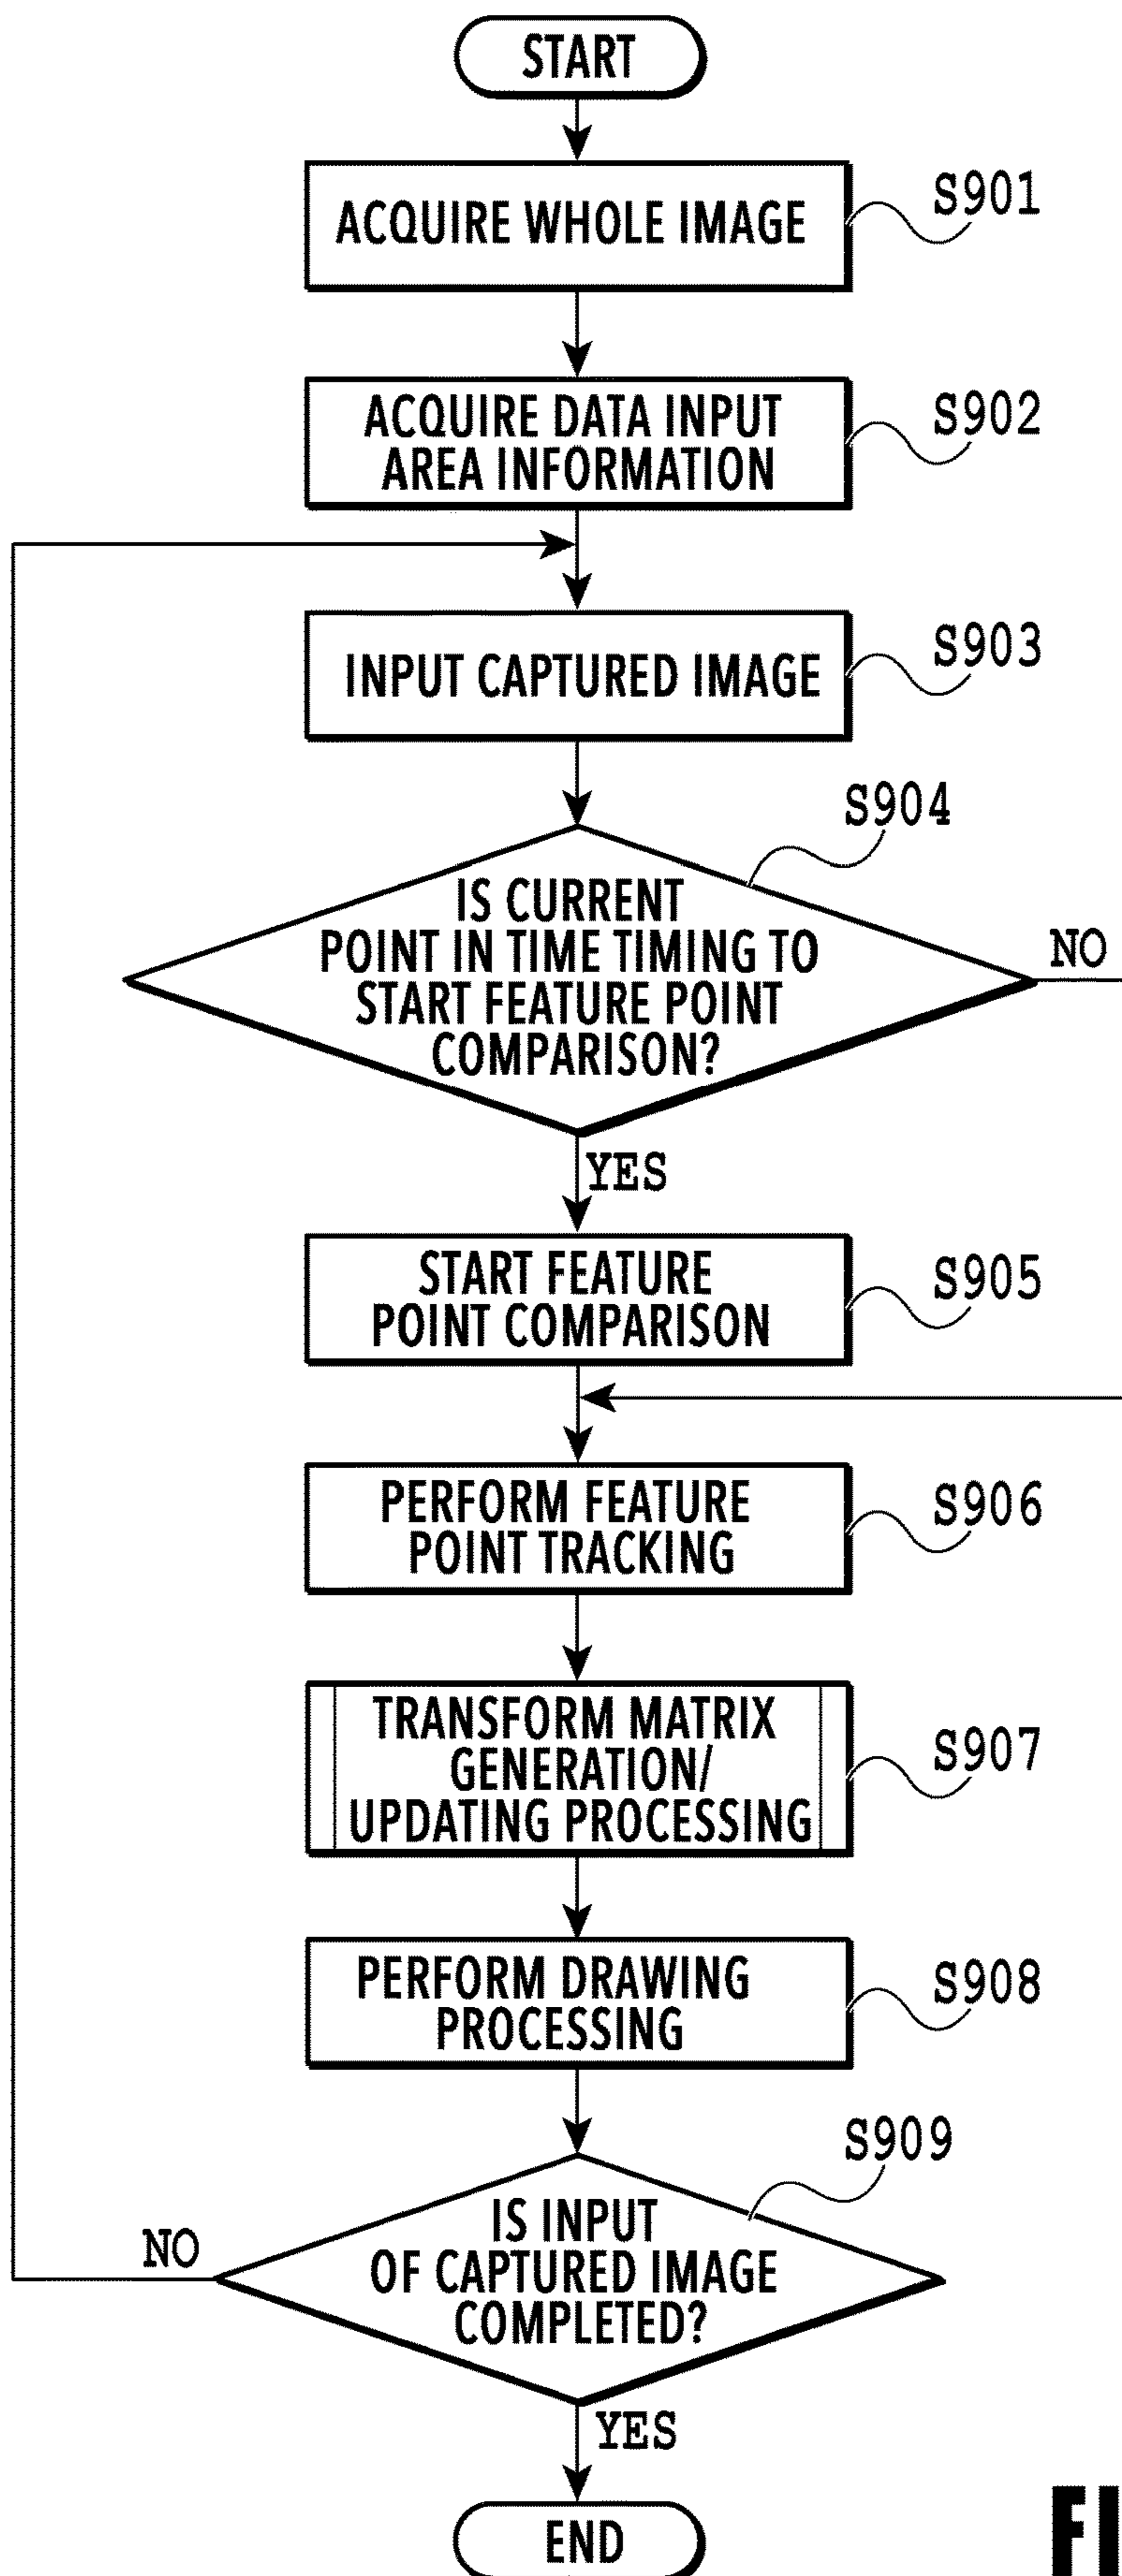 START
ACQUIRE WHOLE IMAGE
S901
ACQUIRE DATA INPUT
AREA INFORMATION
S902
INPUT CAPTURED IMAGE
S903
S904
IS CURRENT
POINT IN TIME TIMING TO
START FEATURE POINT
COMPARISON?
NO
YES
START FEATURE
POINT COMPARISON
S905
PERFORM FEATURE
POINT TRACKING
S906
TRANSFORM MATRIX
GENERATION/
UPDATING PROCESSING
S907
PERFORM DRAWING
PROCESSING
S908
S909
IS INPUT
OF CAPTURED IMAGE
COMPLETED?
NO
YES
END
FI